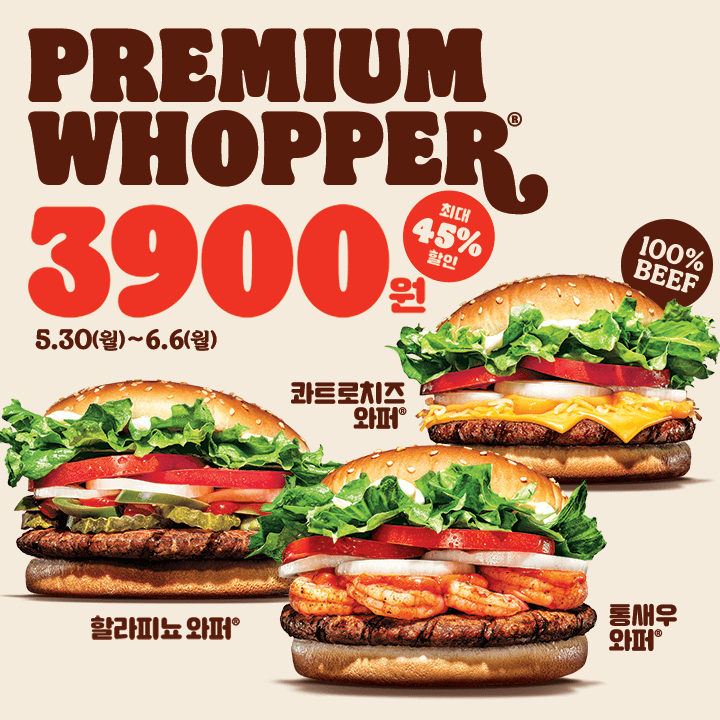 PREMIUM
WHOPPER®
3900원
최대
45%
할인
5.30(월)~6.6(월)
100%
BEEF
콰트로치즈
와퍼®
할라피뇨 와퍼®
통새우
와퍼®